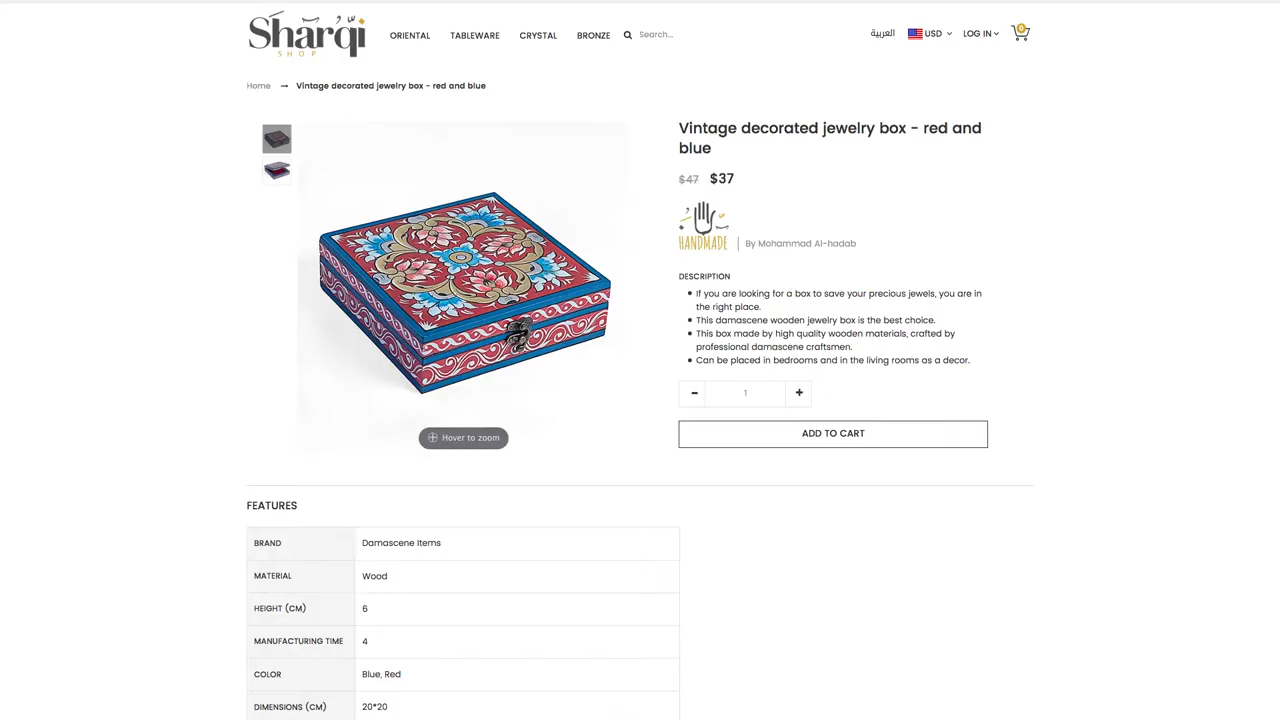 Sharqi
SHOP
ORIENTAL
TABLEWARE
CRYSTAL
BRONZE
Search...
العربية
USD
LOG IN
0
Home → Vintage decorated jewelry box - red and blue
Vintage decorated jewelry box - red and
blue
$47 $37
HANDMADE
By Mohammad Al-hadab
DESCRIPTION
• If you are looking for a box to save your precious jewels, you are in
the right place.
• This damascene wooden jewelry box is the best choice.
• This box made by high quality wooden materials, crafted by
professional damascene craftsmen.
• Can be placed in bedrooms and in the living rooms as a decor.
- 1 +
ADD TO CART
Hover to zoom
FEATURES
BRAND Damascene Items
MATERIAL Wood
HEIGHT (CM) 6
MANUFACTURING TIME 4
COLOR Blue, Red
DIMENSIONS (CM) 20*20